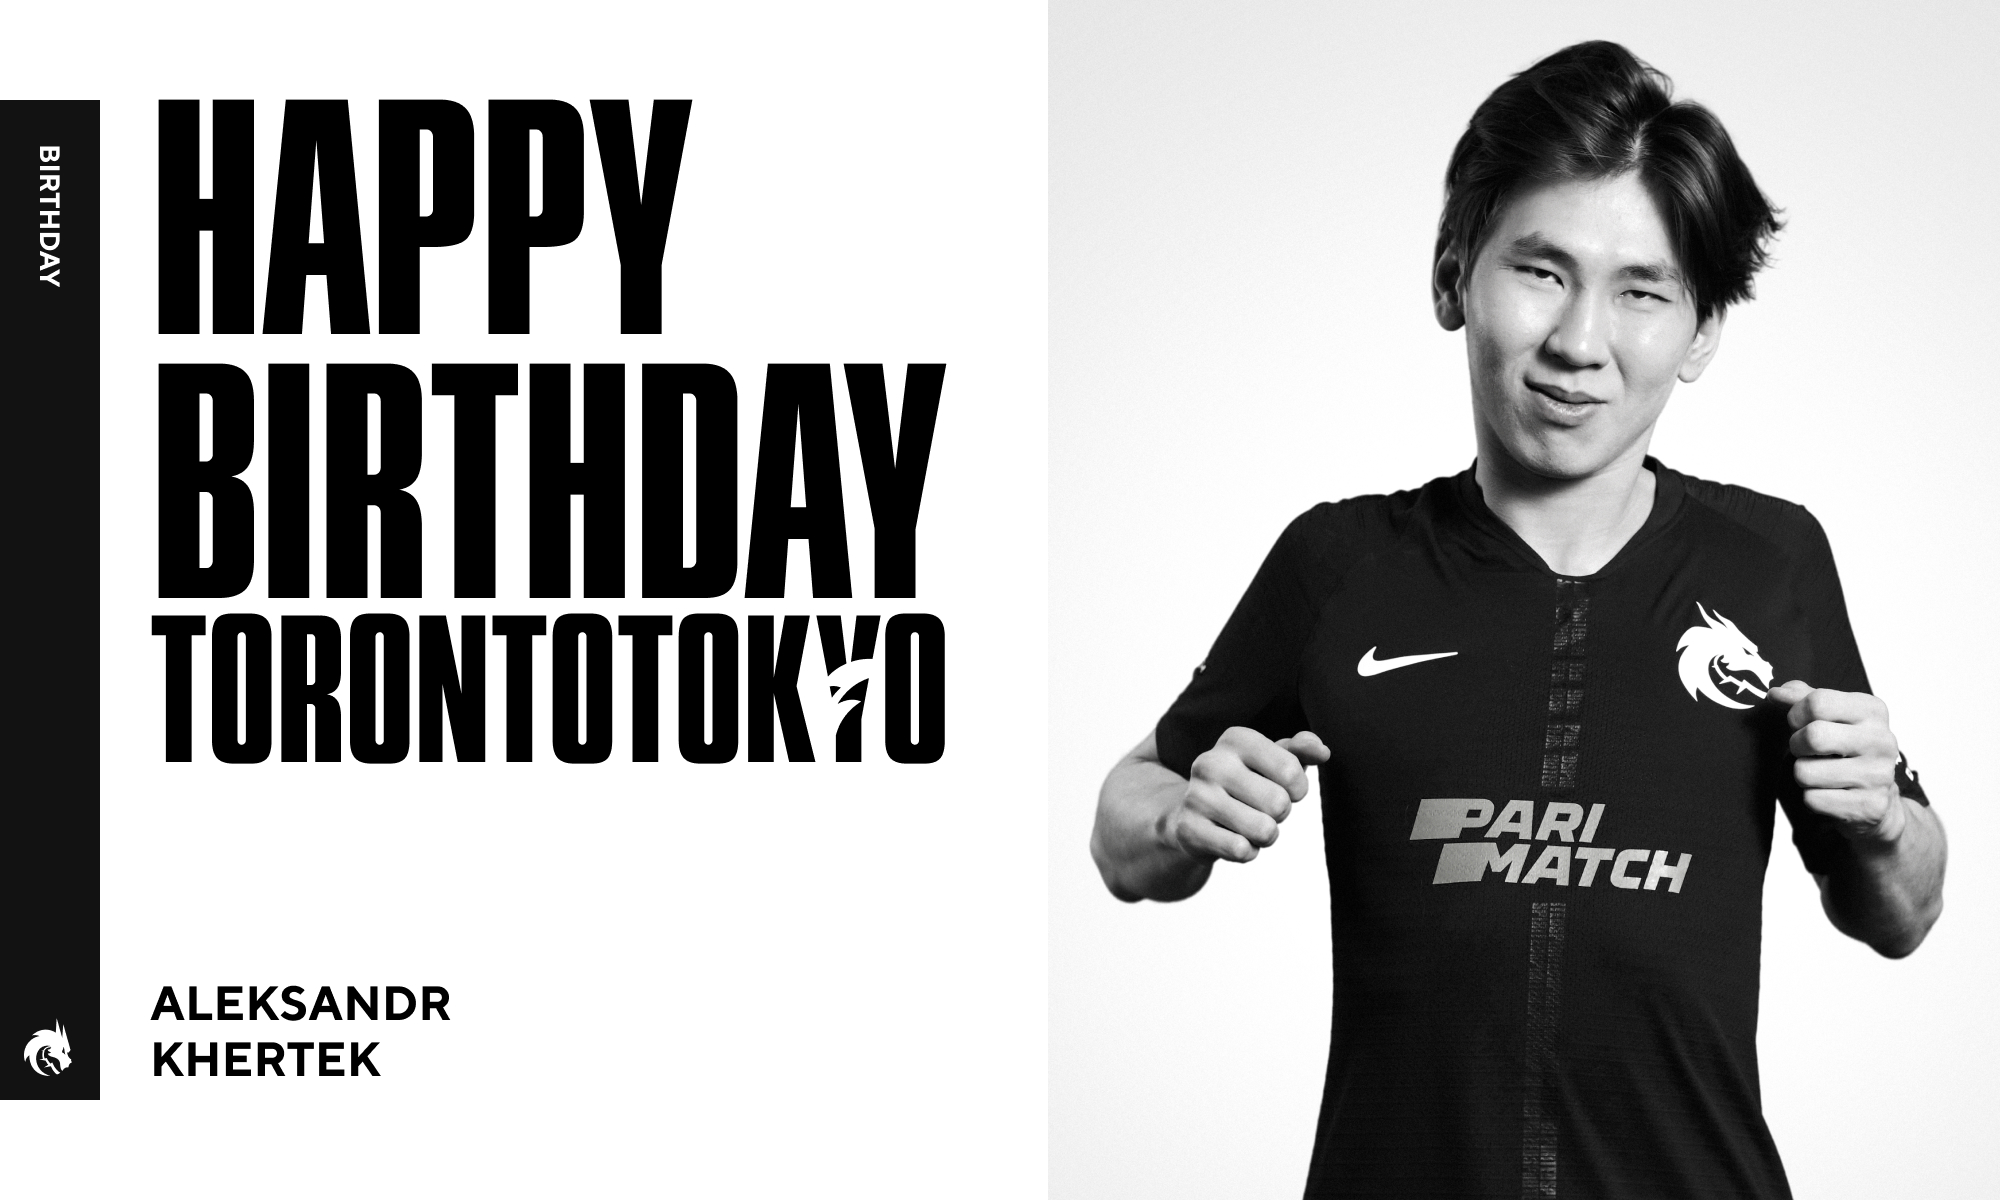 BIRTHDAY
HAPPY
BIRTHDAY
TORONTOTOKYO
ALEKSANDR
KHERTEK
PARI
MATCH